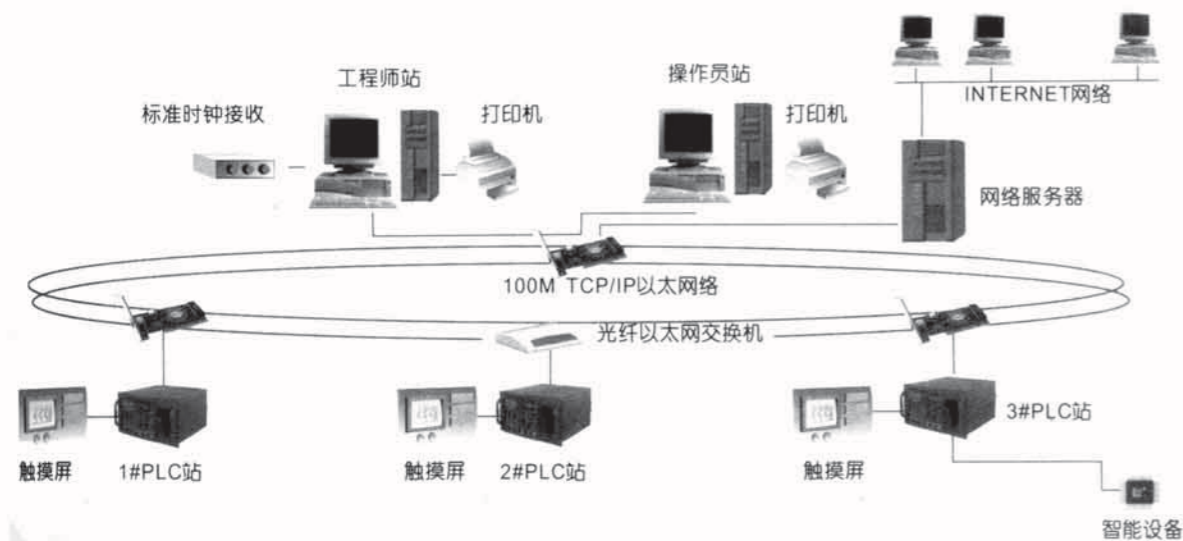 工程师站
操作员站
标准时钟接收
打印机
打印机
INTERNET网络
网络服务器
100M TCP/IP以太网络
光纤以太网交换机
3#PLC站
触摸屏
1#PLC站
触摸屏
2#PLC站
触摸屏
智能设备